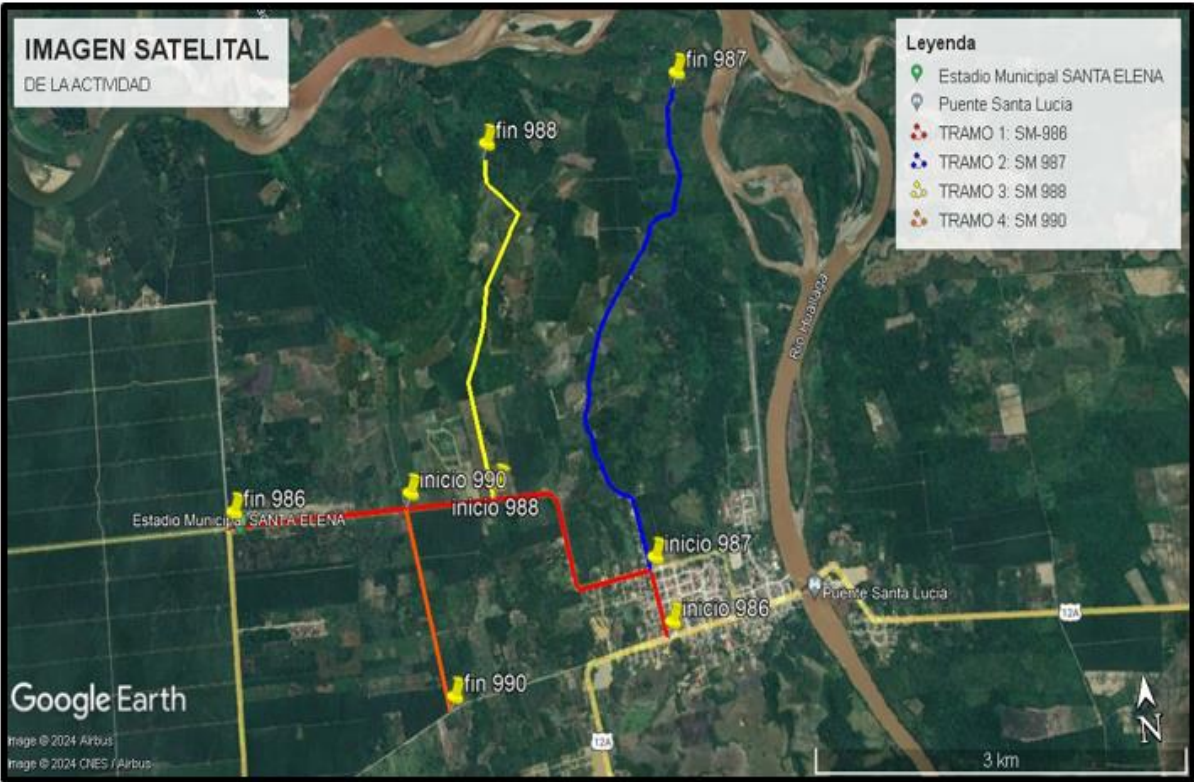 IMAGEN SATELITAL
DE LA ACTIVIDAD
Leyenda
Estadio Municipal SANTA ELENA
Puente Santa Lucia
TRAMO 1: SM-986
TRAMO 2: SM 987
TRAMO 3: SM 988
TRAMO 4: SM 990
fin 987
fin 988
Río Huallaga
inicio 990
fin 986
inicio 988
Estadio Municipal SANTA ELENA
inicio 987
Puente Santa Lucia
inicio 986
12A
fin 990
Google Earth
12A
N
Image © 2024 Airbus
Image © 2024 CNES / Airbus
3 km